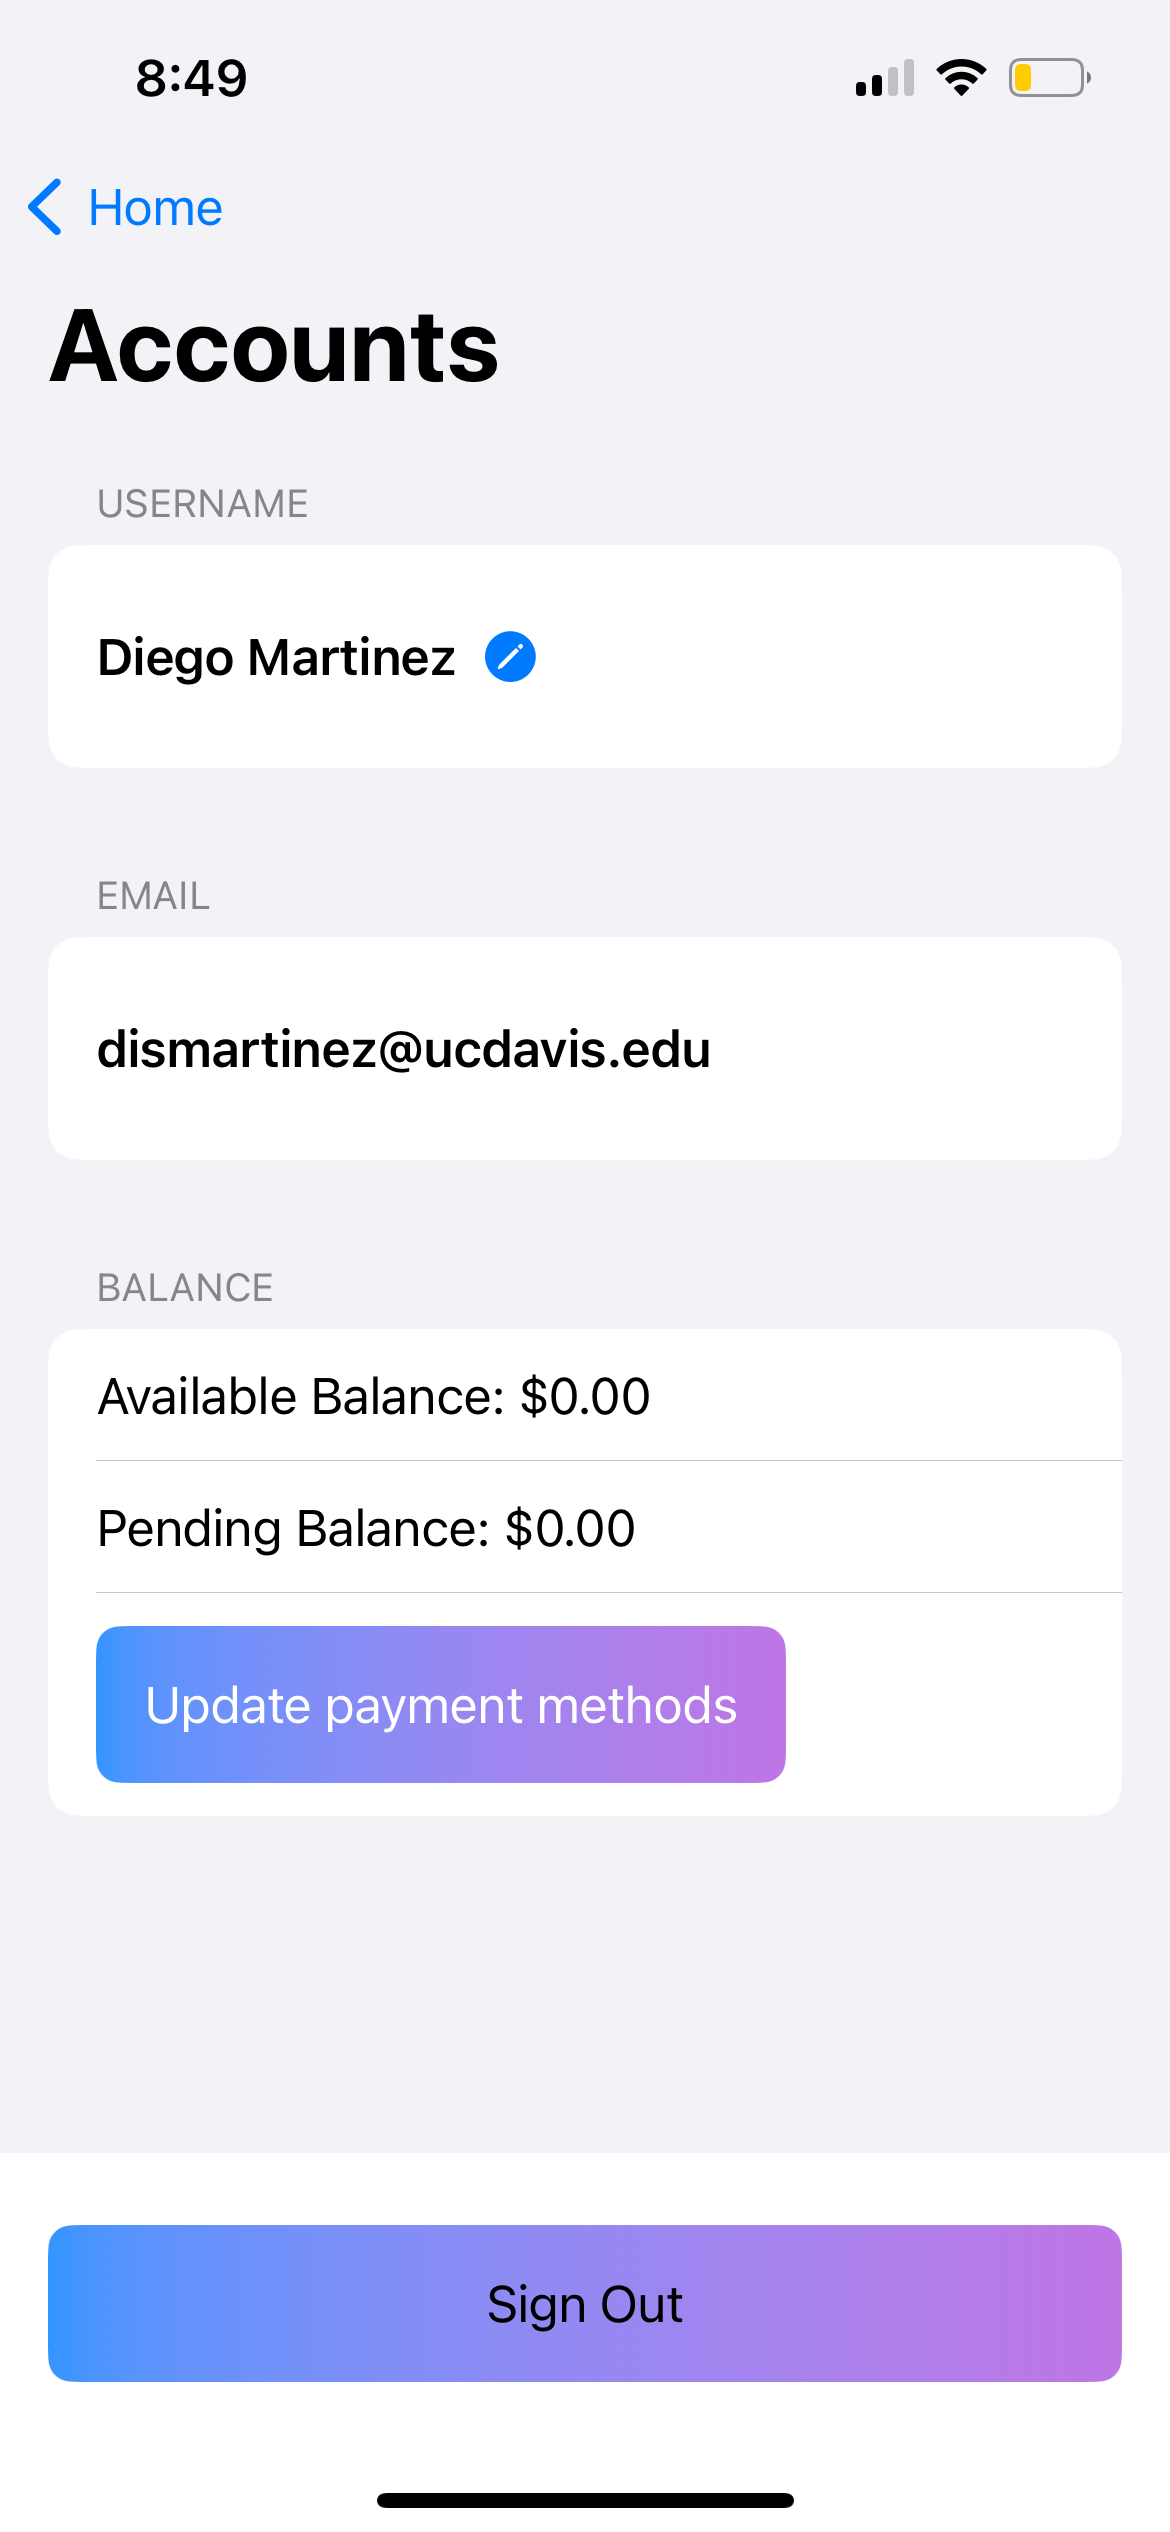 8:49
Home
Accounts
USERNAME
Diego Martinez
EMAIL
dismartinez@ucdavis.edu
BALANCE
Available Balance: $0.00
Pending Balance: $0.00
Update payment methods
Sign Out